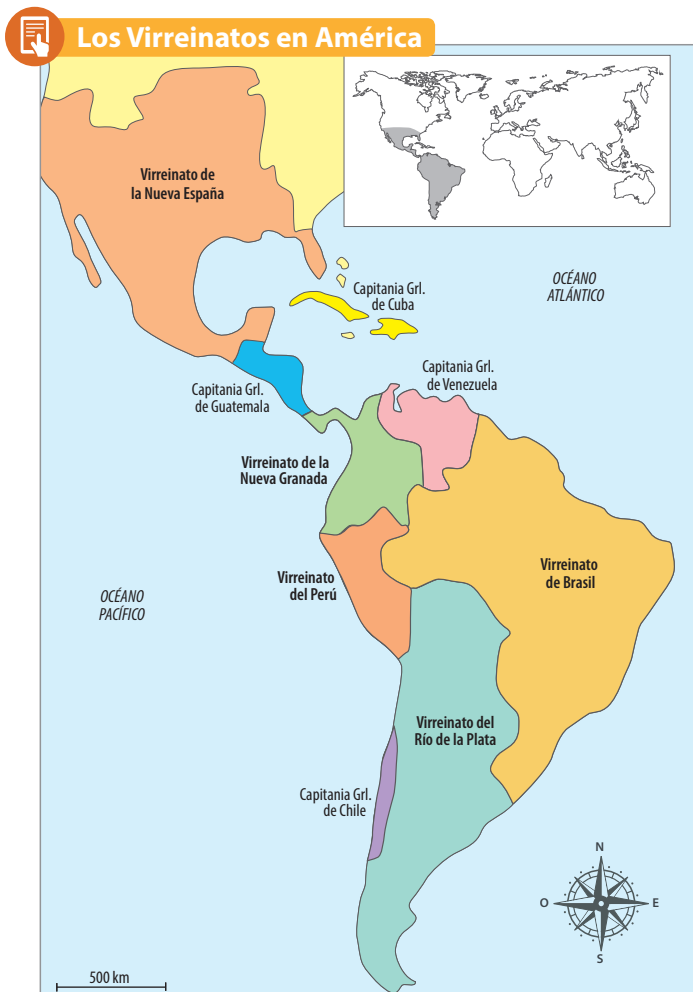 Los Virreinatos en América
Virreinato de
la Nueva España
OCÉANO
ATLÁNTICO
Capitania Grl.
de Cuba
Capitania Grl.
de Venezuela
Capitania Grl.
de Guatemala
Virreinato de la
Nueva Granada
Virreinato
de Brasil
Virreinato
del Perú
OCÉANO
PACÍFICO
Virreinato del
Río de la Plata
Capitania Grl.
de Chile
N
O
E
S
500 km